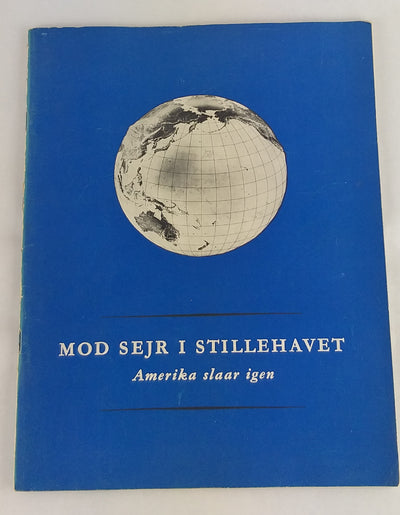 MOD SEJR I STILLEHAVET
Amerika slaar igen